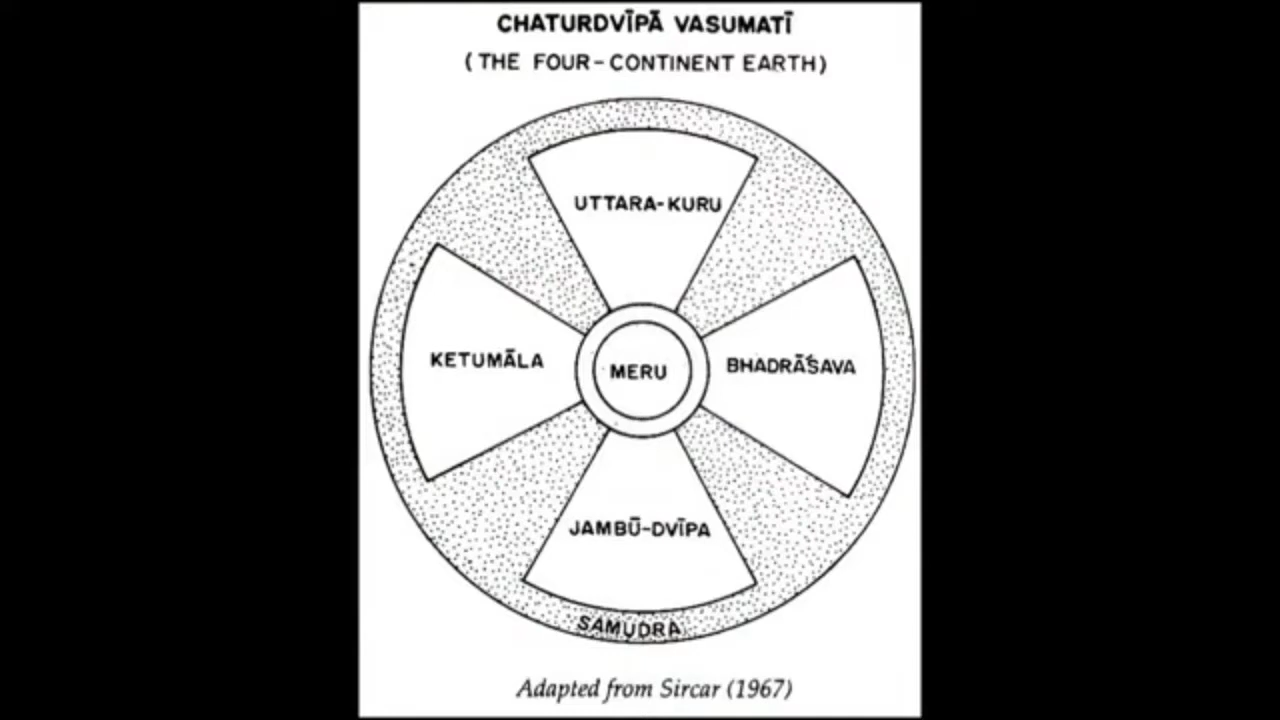 CHATURDVĪPĀ VASUMATĪ
(THE FOUR-CONTINENT EARTH)
UTTARA-KURU
KETUMĀLA
MERU
BHADRĀŚAVA
JAMBŪ-DVĪPA
SAMUDRA
Adapted from Sircar (1967)